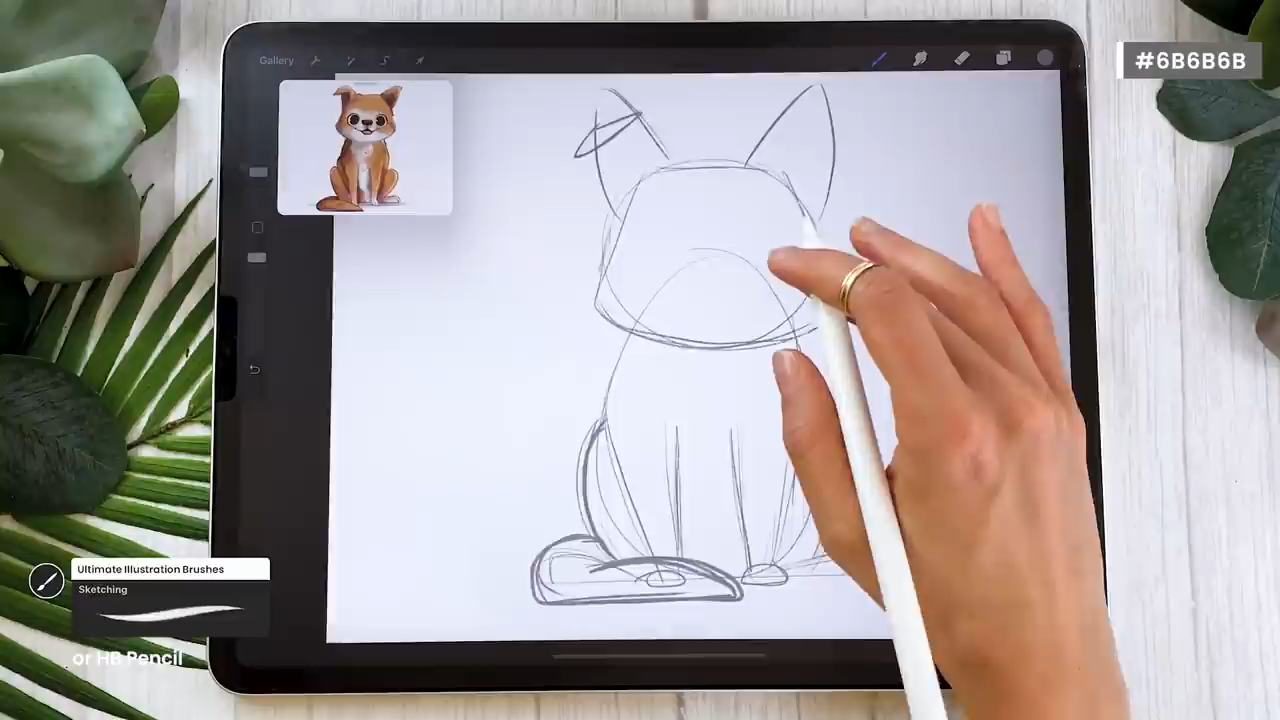 #6B6B6B
Gallery
Ultimate Illustration Brushes
Sketching
or HB Pencil